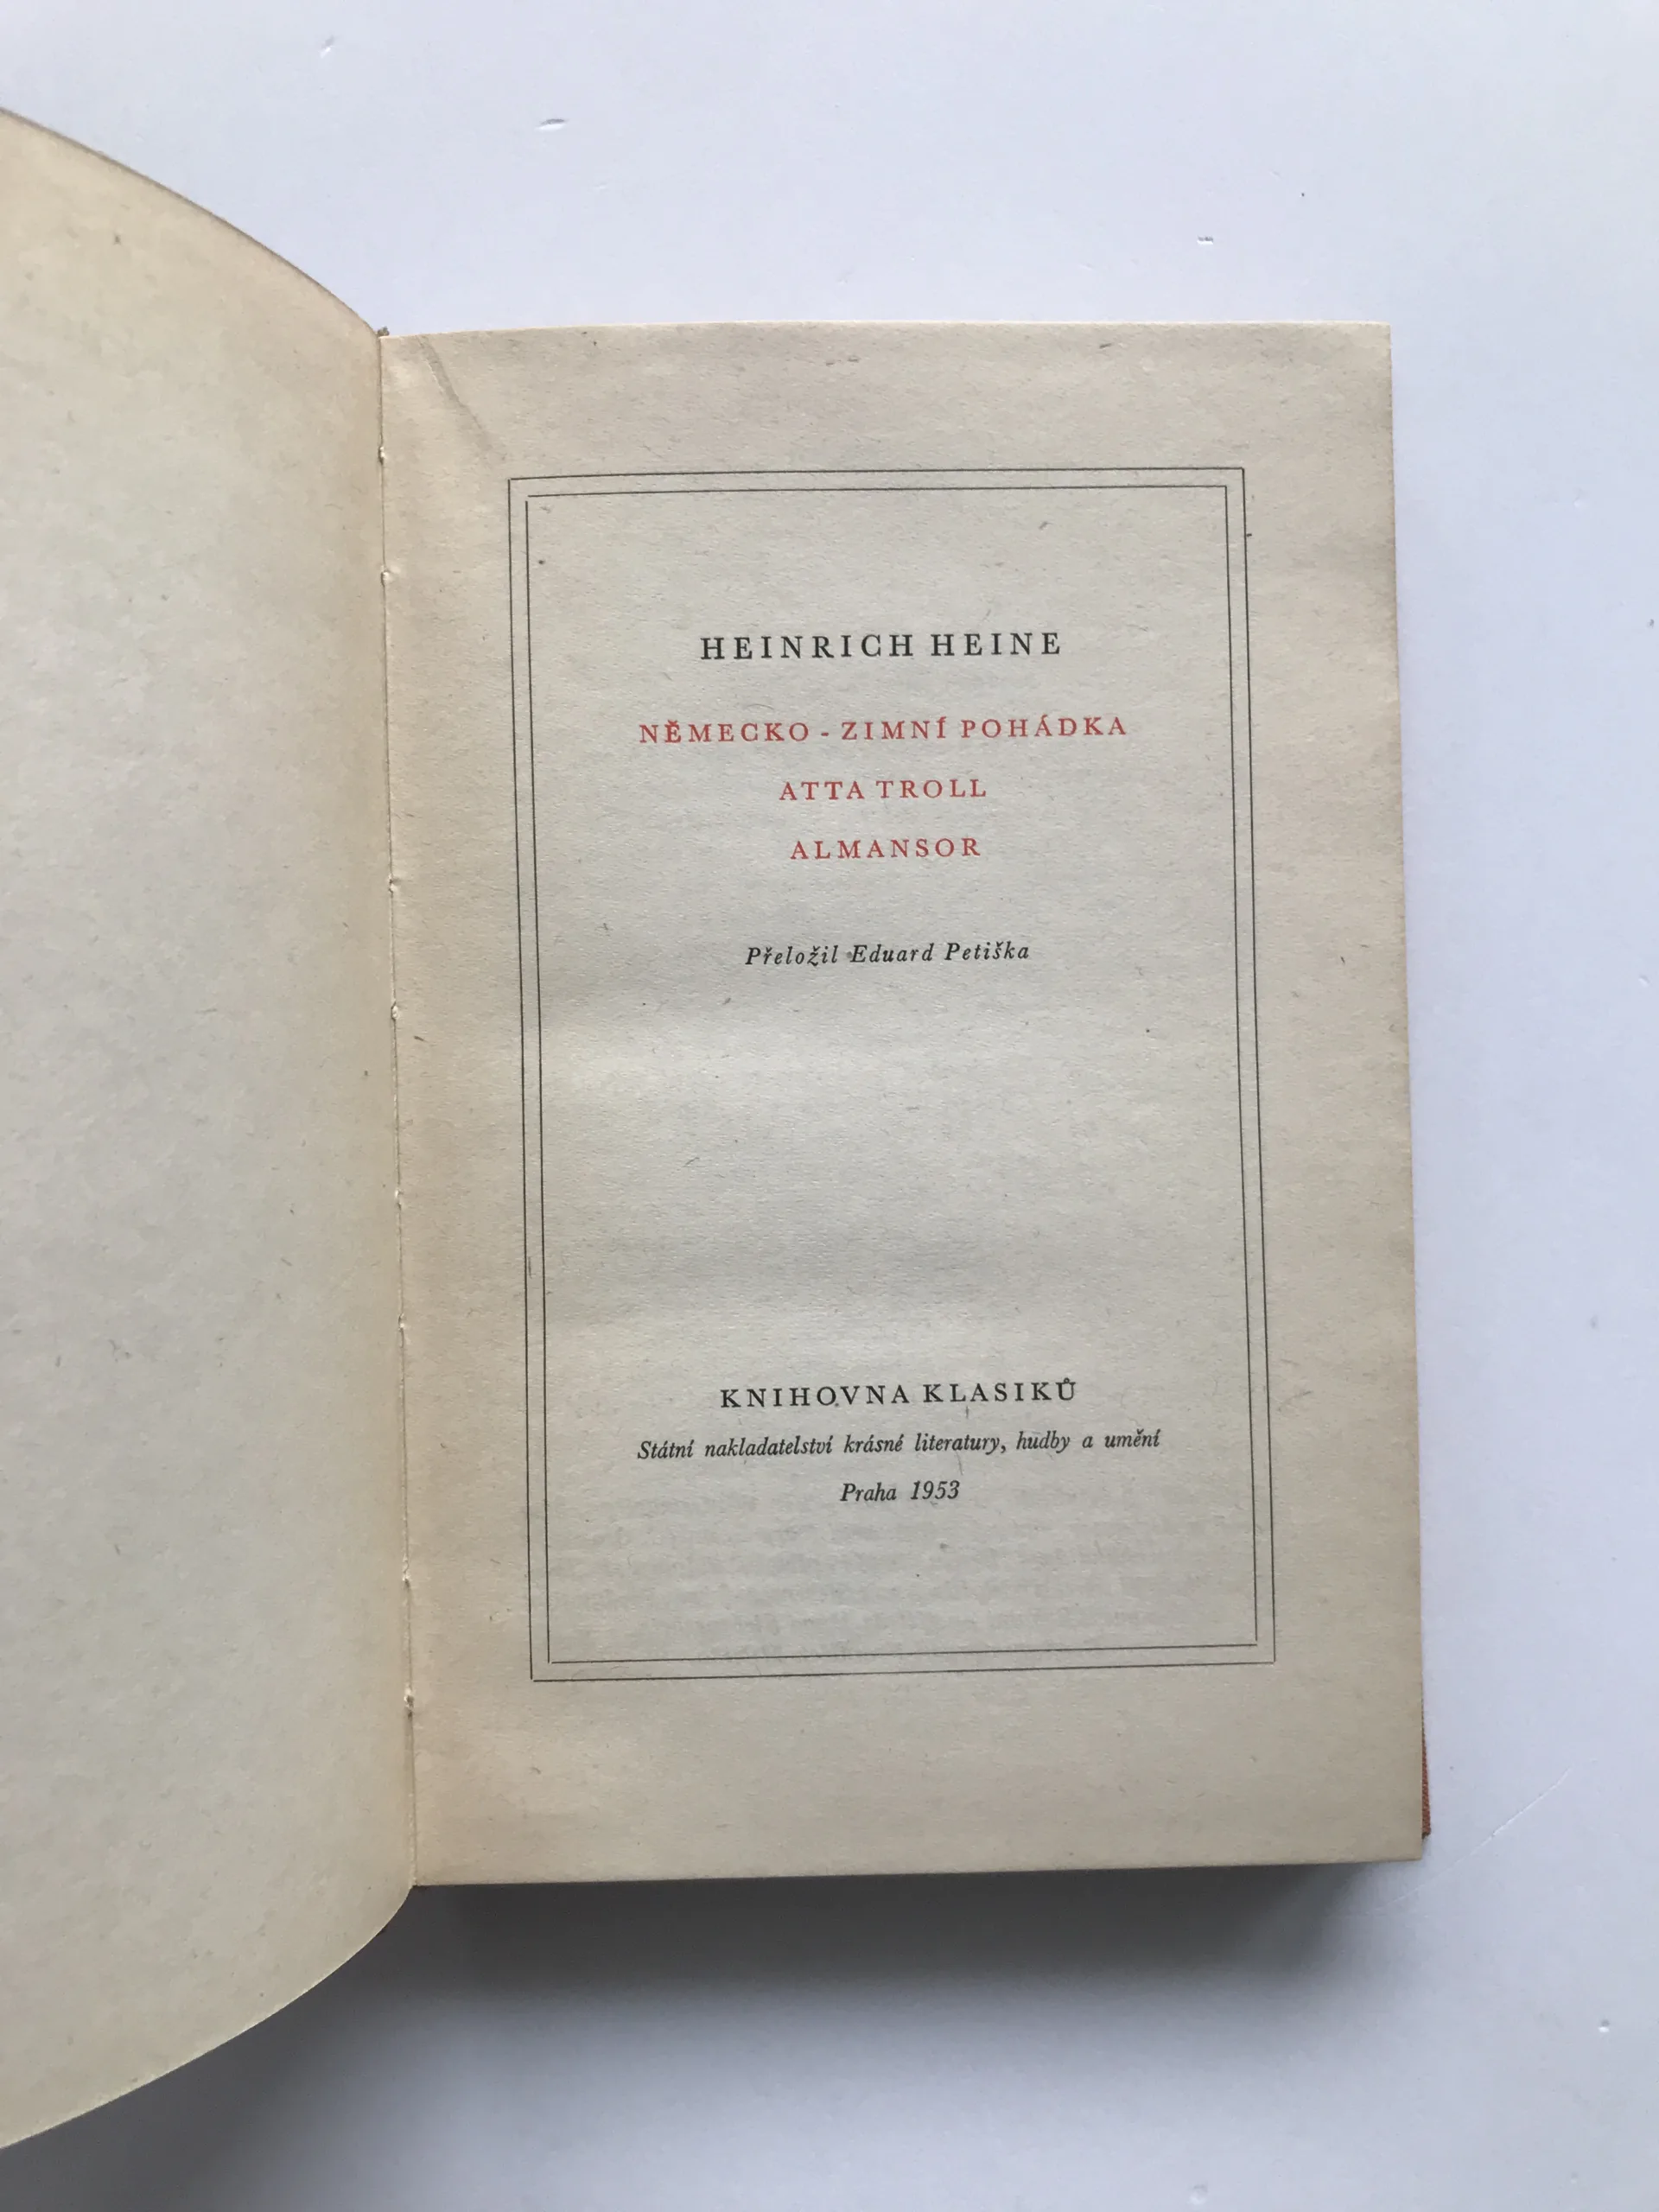 HEINRICH HEINE
NĚMECKO - ZIMNÍ POHÁDKA
ATTA TROLL
ALMANSOR
Přeložil Eduard Petiška
KNIHOVNA KLASIKŮ
Státní nakladatelství krásné literatury, hudby a umění
Praha 1953